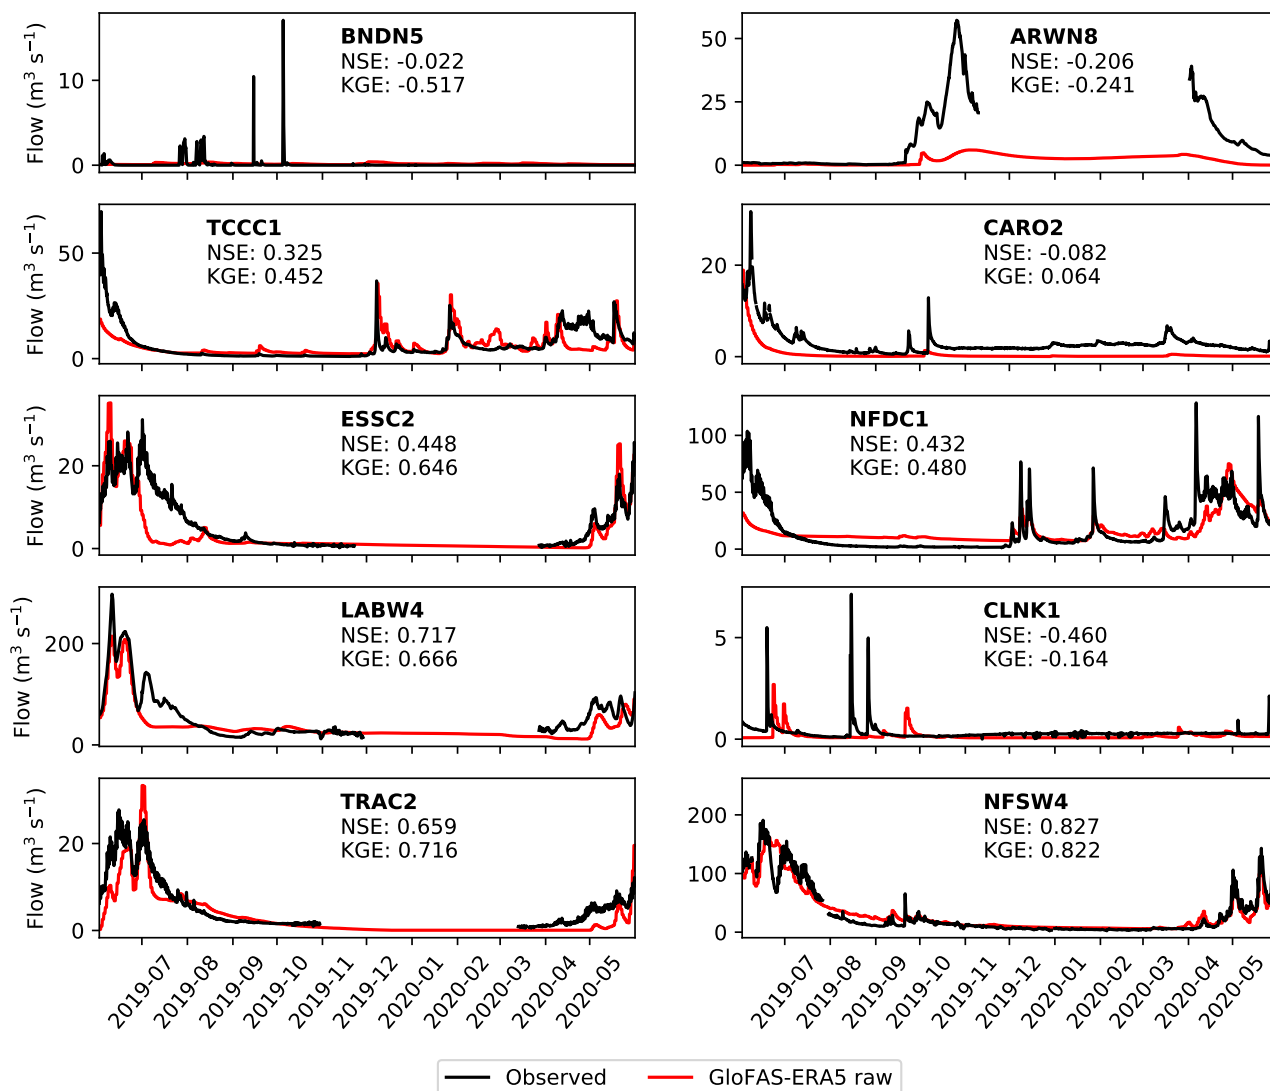 BNDN5
NSE: -0.022
KGE: -0.517
Flow (m³ s⁻¹)
10
0
ARWN8
NSE: -0.206
KGE: -0.241
50
25
0
TCCC1
NSE: 0.325
KGE: 0.452
Flow (m³ s⁻¹)
50
0
CARO2
NSE: -0.082
KGE: 0.064
20
0
ESSC2
NSE: 0.448
KGE: 0.646
Flow (m³ s⁻¹)
20
0
NFDC1
NSE: 0.432
KGE: 0.480
100
50
0
LABW4
NSE: 0.717
KGE: 0.666
Flow (m³ s⁻¹)
200
0
CLNK1
NSE: -0.460
KGE: -0.164
5
0
TRAC2
NSE: 0.659
KGE: 0.716
Flow (m³ s⁻¹)
20
0
NFSW4
NSE: 0.827
KGE: 0.822
200
100
0
2019-07
2019-08
2019-09
2019-10
2019-11
2019-12
2020-01
2020-02
2020-03
2020-04
2020-05
2019-07
2019-08
2019-09
2019-10
2019-11
2019-12
2020-01
2020-02
2020-03
2020-04
2020-05
Observed
GloFAS-ERA5 raw